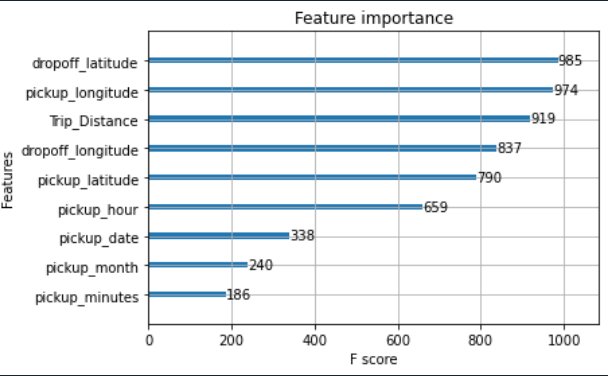 Feature importance
dropoff_latitude 985
pickup_longitude 974
Trip_Distance 919
dropoff_longitude 837
pickup_latitude 790
pickup_hour 659
pickup_date 338
pickup_month 240
pickup_minutes 186
Features
0 200 400 600 800 1000
F score